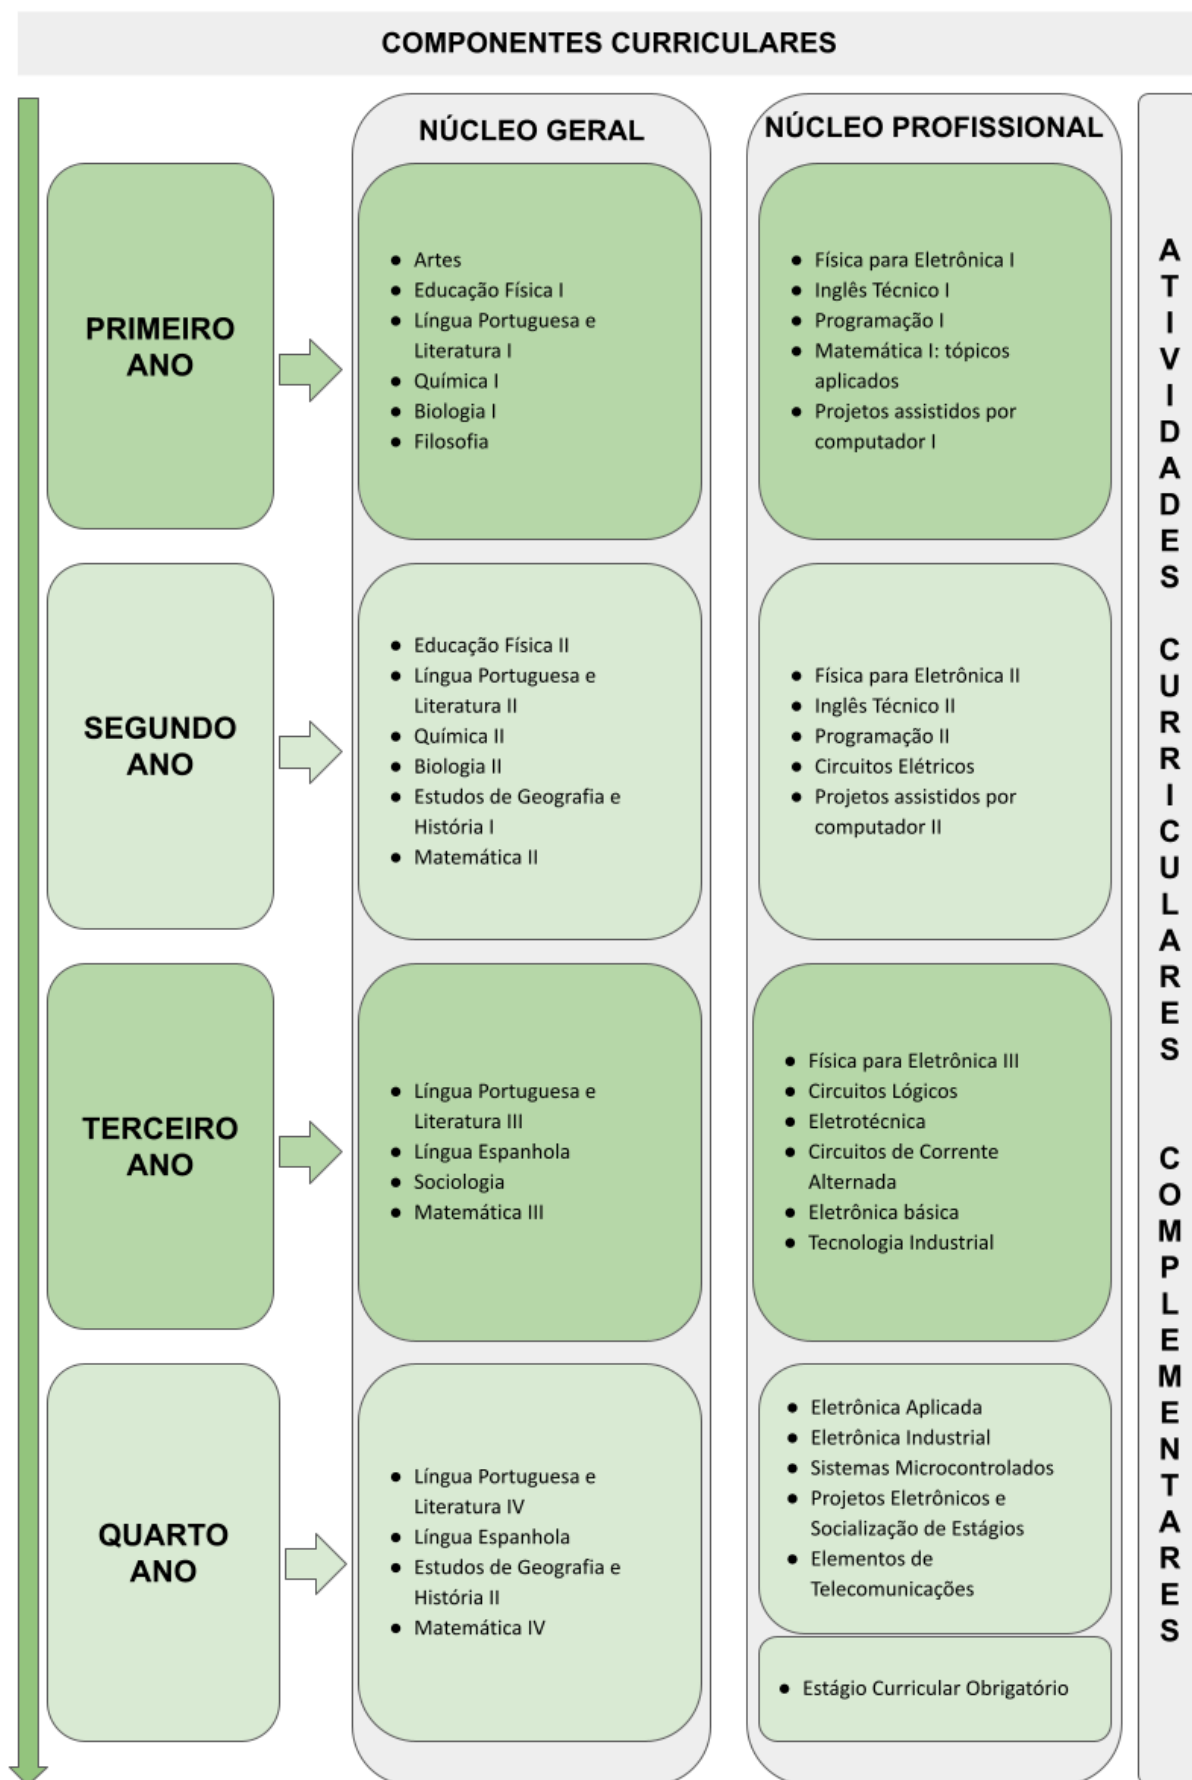 COMPONENTES CURRICULARES
NÚCLEO GERAL
NÚCLEO PROFISSIONAL
PRIMEIRO
ANO
● Artes
● Educação Física I
● Língua Portuguesa e
Literatura I
● Química I
● Biologia I
● Filosofia
● Física para Eletrônica I
● Inglês Técnico I
● Programação I
● Matemática I: tópicos
aplicados
● Projetos assistidos por
computador I
SEGUNDO
ANO
● Educação Física II
● Língua Portuguesa e
Literatura II
● Química II
● Biologia II
● Estudos de Geografia e
História I
● Matemática II
● Física para Eletrônica II
● Inglês Técnico II
● Programação II
● Circuitos Elétricos
● Projetos assistidos por
computador II
TERCEIRO
ANO
● Língua Portuguesa e
Literatura III
● Língua Espanhola
● Sociologia
● Matemática III
● Física para Eletrônica III
● Circuitos Lógicos
● Eletrotécnica
● Circuitos de Corrente
Alternada
● Eletrônica básica
● Tecnologia Industrial
QUARTO
ANO
● Língua Portuguesa e
Literatura IV
● Língua Espanhola
● Estudos de Geografia e
História II
● Matemática IV
● Eletrônica Aplicada
● Eletrônica Industrial
● Sistemas Microcontrolados
● Projetos Eletrônicos e
Socialização de Estágios
● Elementos de
Telecomunicações
● Estágio Curricular Obrigatório
ATIVIDADES CURRICULARES COMPLEMENTARES